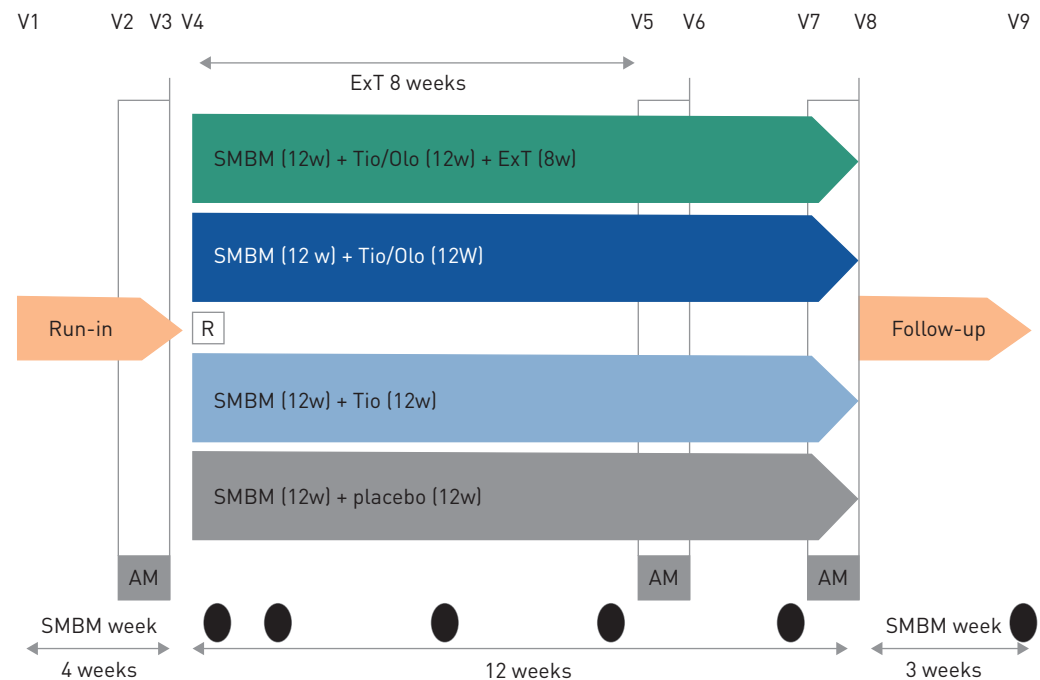 V1 V2 V3 V4 V5 V6 V7 V8 V9
ExT 8 weeks
SMBM (12w) + Tio/Olo (12w) + ExT (8w)
SMBM (12 w) + Tio/Olo (12W)
Run-in
R
Follow-up
SMBM (12w) + Tio (12w)
SMBM (12w) + placebo (12w)
AM AM AM
SMBM week SMBM week
4 weeks 12 weeks 3 weeks